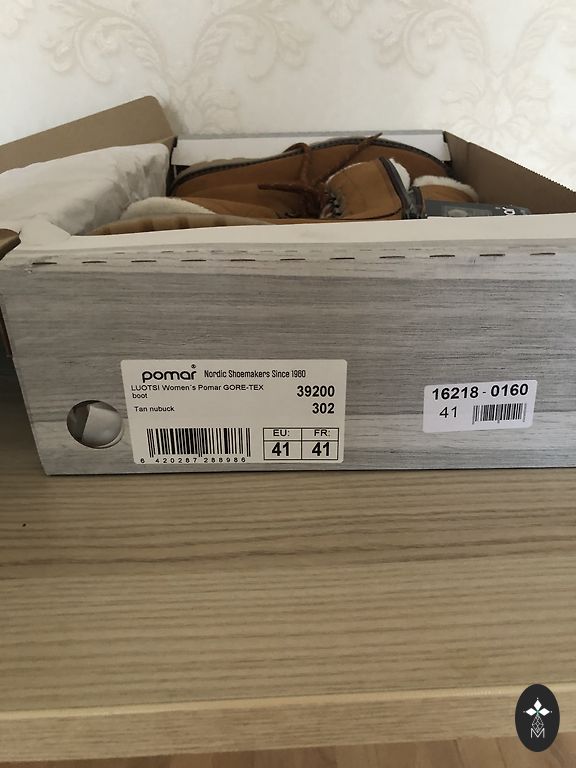 pomar® Nordic Shoemakers Since 1960
LUOTSI Women´s Pomar GORE-TEX
boot
39200
Tan nubuck
302
EU: FR:
41 41
6 420287 288986
16218 - 0160
41
M